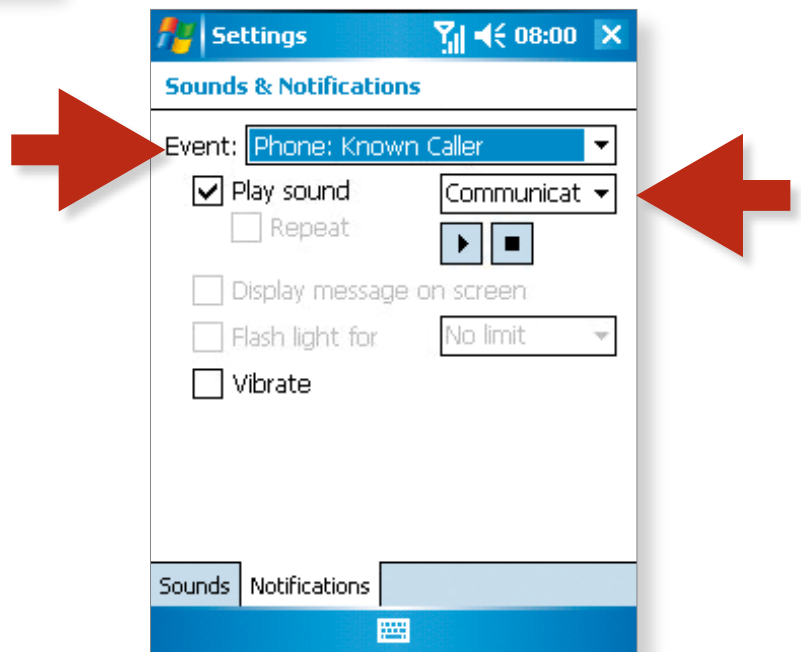 Settings 08:00
Sounds & Notifications
Event: Phone: Known Caller
Play sound Communicat
Repeat
Display message on screen
Flash light for No limit
Vibrate
Sounds Notifications